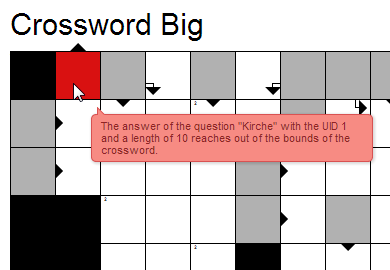 Crossword Big
2
The answer of the question "Kirche" with the UID 1
and a length of 10 reaches out of the bounds of the
crossword.
2
2